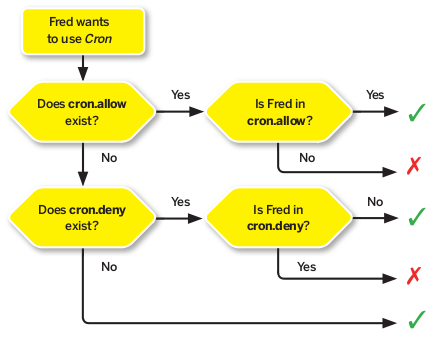 Fred wants
to use Cron
Does cron.allow
exist?
Yes
Is Fred in
cron.allow?
Yes
No
No
Does cron.deny
exist?
Yes
Is Fred in
cron.deny?
No
Yes
No